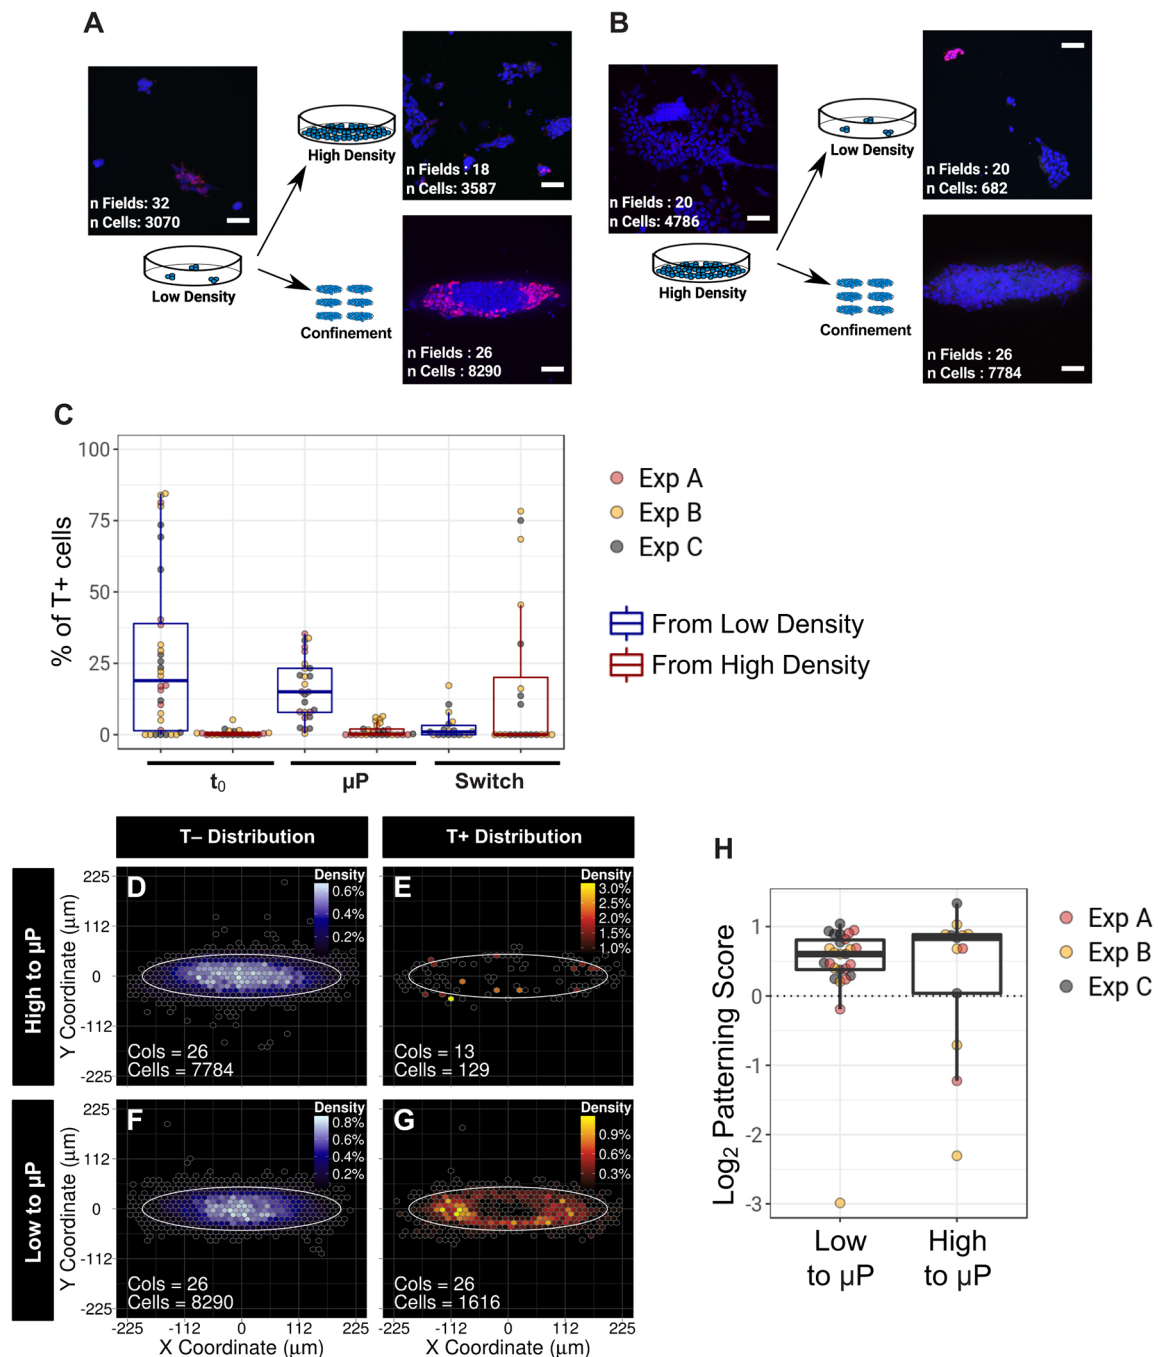 A
B
n Fields: 32
n Cells: 3070
Low Density
High Density
Confinement
n Fields : 18
n Cells: 3587
n Fields : 26
n Cells : 8290
n Fields : 20
n Cells: 4786
High Density
Low Density
Confinement
n Fields : 20
n Cells: 682
n Fields : 26
n Cells : 7784
C
% of T+ cells
100
75
50
25
0
t₀
µP
Switch
Exp A
Exp B
Exp C
From Low Density
From High Density
T– Distribution
T+ Distribution
High to µP
Low to µP
Y Coordinate (µm)
225
112
0
-112
-225
D
Density
0.6%
0.4%
0.2%
Cols = 26
Cells = 7784
E
Density
3.0%
2.5%
2.0%
1.5%
1.0%
Cols = 13
Cells = 129
Y Coordinate (µm)
225
112
0
-112
-225
F
Density
0.8%
0.6%
0.4%
0.2%
Cols = 26
Cells = 8290
G
Density
0.9%
0.6%
0.3%
Cols = 26
Cells = 1616
-225 -112 0 112 225
-225 -112 0 112 225
X Coordinate (µm)
X Coordinate (µm)
H
Log₂ Patterning Score
1
0
-1
-2
-3
Low to µP
High to µP
Exp A
Exp B
Exp C